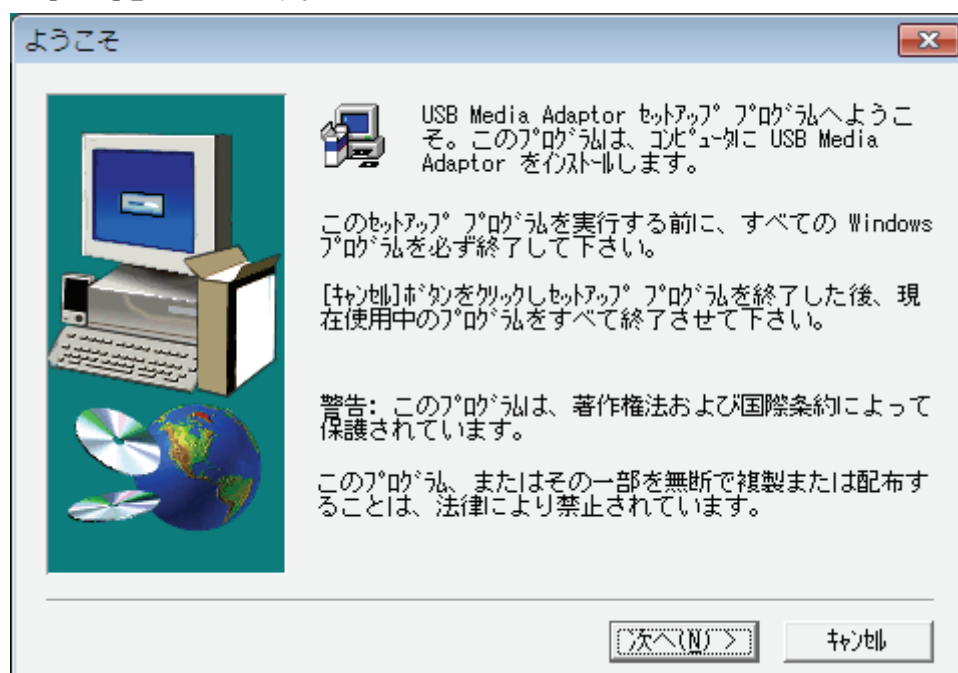 ようこそ
USB Media Adaptor ｾｯﾄｱｯﾌﾟ ﾌﾟﾛｸﾞﾗﾑへようこ
そ。このﾌﾟﾛｸﾞﾗﾑは、ｺﾝﾋﾟｭｰﾀに USB Media
Adaptor をｲﾝｽﾄｰﾙします。
このｾｯﾄｱｯﾌﾟ ﾌﾟﾛｸﾞﾗﾑを実行する前に、すべての Windows
ﾌﾟﾛｸﾞﾗﾑを必ず終了して下さい。
[ｷｬﾝｾﾙ]ﾎﾞﾀﾝをｸﾘｯｸしｾｯﾄｱｯﾌﾟ ﾌﾟﾛｸﾞﾗﾑを終了した後、現
在使用中のﾌﾟﾛｸﾞﾗﾑをすべて終了させて下さい。
警告: このﾌﾟﾛｸﾞﾗﾑは、著作権法および国際条約によって
保護されています。
このﾌﾟﾛｸﾞﾗﾑ、またはその一部を無断で複製または配布す
ることは、法律により禁止されています。
次へ(N) >
ｷｬﾝｾﾙ